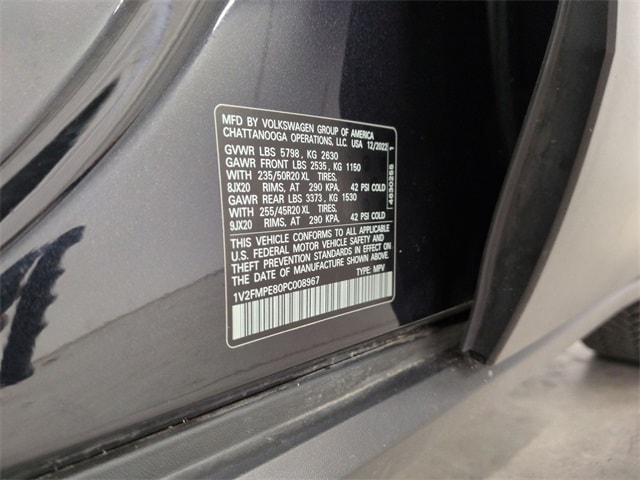 MFD BY VOLKSWAGEN GROUP OF AMERICA
CHATTANOOGA OPERATIONS, LLC. USA 12/2022
GVWR LBS 5798, KG 2630
GAWR FRONT LBS 2535, KG 1150
WITH 235/50R20 XL TIRES,
8JX20 RIMS, AT 290 KPA, 42 PSI COLD
GAWR REAR LBS 3373, KG 1530
WITH 255/45R20 XL TIRES,
9JX20 RIMS, AT 290 KPA, 42 PSI COLD
THIS VEHICLE CONFORMS TO ALL APPLICABLE
U.S. FEDERAL MOTOR VEHICLE SAFETY AND
THEFT PREVENTION STANDARDS IN EFFECT ON
THE DATE OF MANUFACTURE SHOWN ABOVE.
1V2FMPE80PC008967 TYPE: MPV
4630268